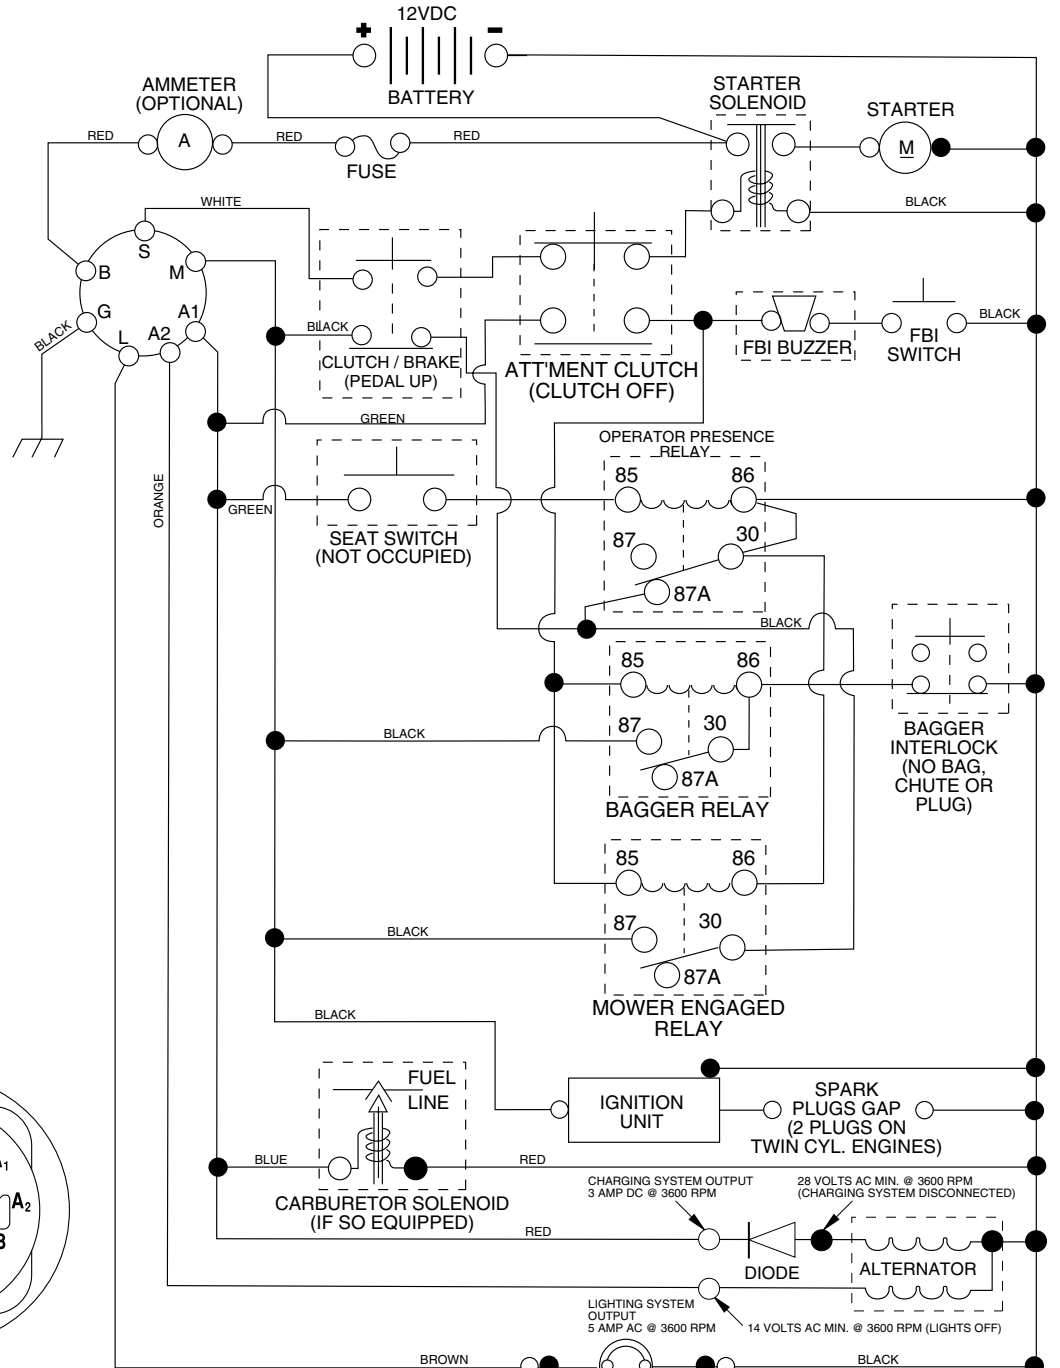 12VDC
+
-
BATTERY
AMMETER
(OPTIONAL)
STARTER
SOLENOID
STARTER
RED
A
RED
RED
FUSE
M
WHITE
BLACK
S
B
M
G
A1
L
A2
BLACK
BLACK
CLUTCH / BRAKE
(PEDAL UP)
ATT'MENT CLUTCH
(CLUTCH OFF)
FBI BUZZER
FBI
SWITCH
BLACK
GREEN
ORANGE
GREEN
SEAT SWITCH
(NOT OCCUPIED)
OPERATOR PRESENCE
RELAY
85
86
87
30
87A
BLACK
85
86
87
30
87A
BLACK
BAGGER RELAY
BAGGER
INTERLOCK
(NO BAG,
CHUTE OR
PLUG)
85
86
87
30
87A
BLACK
MOWER ENGAGED
RELAY
BLACK
FUEL
LINE
IGNITION
UNIT
SPARK
PLUGS GAP
(2 PLUGS ON
TWIN CYL. ENGINES)
BLUE
RED
CARBURETOR SOLENOID
(IF SO EQUIPPED)
CHARGING SYSTEM OUTPUT
3 AMP DC @ 3600 RPM
28 VOLTS AC MIN. @ 3600 RPM
(CHARGING SYSTEM DISCONNECTED)
RED
DIODE
ALTERNATOR
LIGHTING SYSTEM
OUTPUT
5 AMP AC @ 3600 RPM
14 VOLTS AC MIN. @ 3600 RPM (LIGHTS OFF)
BROWN
BLACK
A2